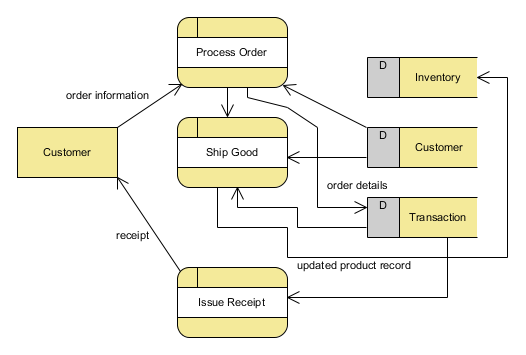 Process Order
D
Inventory
order information
Customer
Ship Good
D
Customer
order details
D
Transaction
receipt
updated product record
Issue Receipt